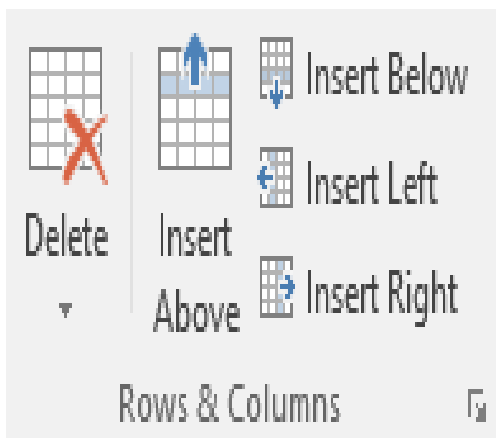 Delete
Insert
Above
Insert Below
Insert Left
Insert Right
Rows & Columns